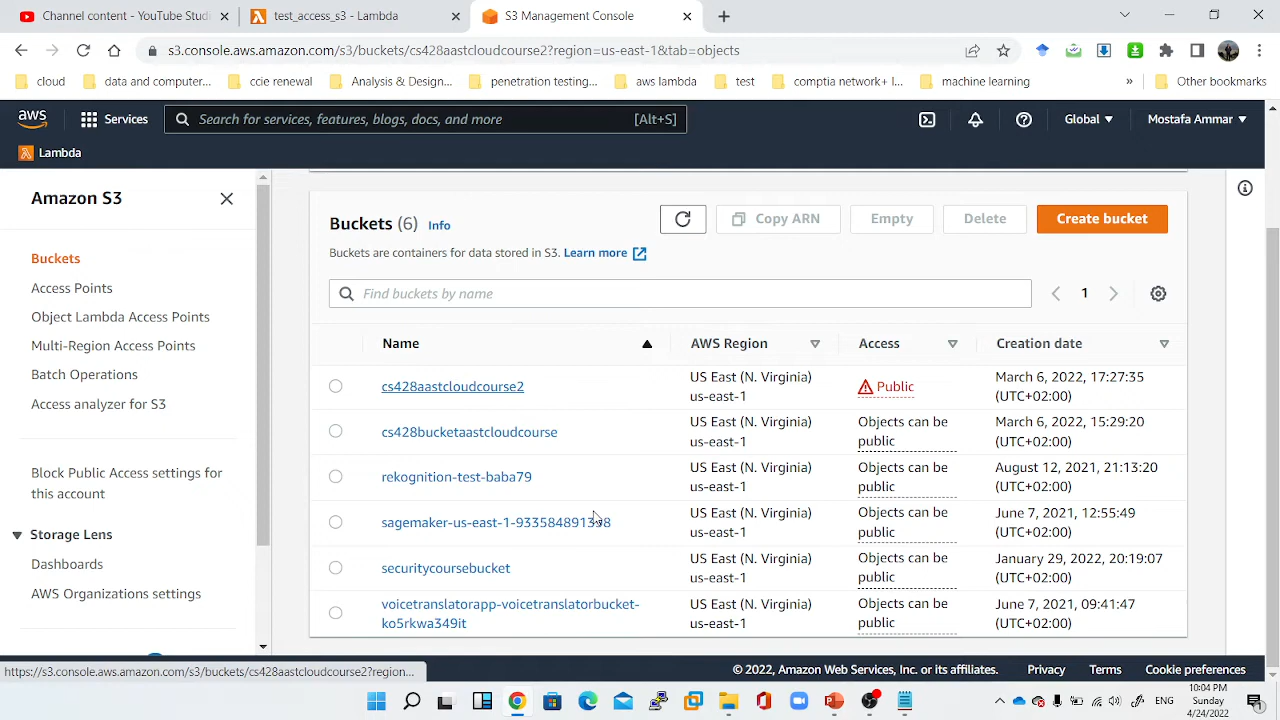 Channel content - YouTube Stud
test_access_s3 - Lambda
S3 Management Console
s3.console.aws.amazon.com/s3/buckets/cs428aastcloudcourse2?region=us-east-1&tab=objects
cloud
data and computer...
ccie renewal
Analysis & Design...
penetration testing...
aws lambda
test
comptia network+ l...
machine learning
»
Other bookmarks
aws
Services
Search for services, features, blogs, docs, and more
[Alt+S]
Global
Mostafa Ammar
Lambda
Amazon S3
Buckets
Access Points
Object Lambda Access Points
Multi-Region Access Points
Batch Operations
Access analyzer for S3
Block Public Access settings for
this account
Storage Lens
Dashboards
AWS Organizations settings
Buckets (6) Info
Copy ARN
Empty
Delete
Create bucket
Buckets are containers for data stored in S3. Learn more
Find buckets by name
1
Name
AWS Region
Access
Creation date
cs428aastcloudcourse2
US East (N. Virginia)
us-east-1
Public
March 6, 2022, 17:27:35
(UTC+02:00)
cs428bucketaastcloudcourse
US East (N. Virginia)
us-east-1
Objects can be
public
March 6, 2022, 15:29:20
(UTC+02:00)
rekognition-test-baba79
US East (N. Virginia)
us-east-1
Objects can be
public
August 12, 2021, 21:13:20
(UTC+02:00)
US East (N. Virginia)
us-east-1
Objects can be
public
June 7, 2021, 12:55:49
(UTC+02:00)
securitycoursebucket
US East (N. Virginia)
us-east-1
Objects can be
public
January 29, 2022, 20:19:07
(UTC+02:00)
voicetranslatorapp-voicetranslatorbucket-
ko5rkwa349it
US East (N. Virginia)
us-east-1
Objects can be
public
June 7, 2021, 09:41:47
(UTC+02:00)
https://s3.console.aws.amazon.com/s3/buckets/cs428aastcloudcourse2?region...
© 2022, Amazon Web Services, Inc. or its affiliates.
Privacy
Terms
Cookie preferences
ENG
10:04 PM
Sunday
4/24/2022